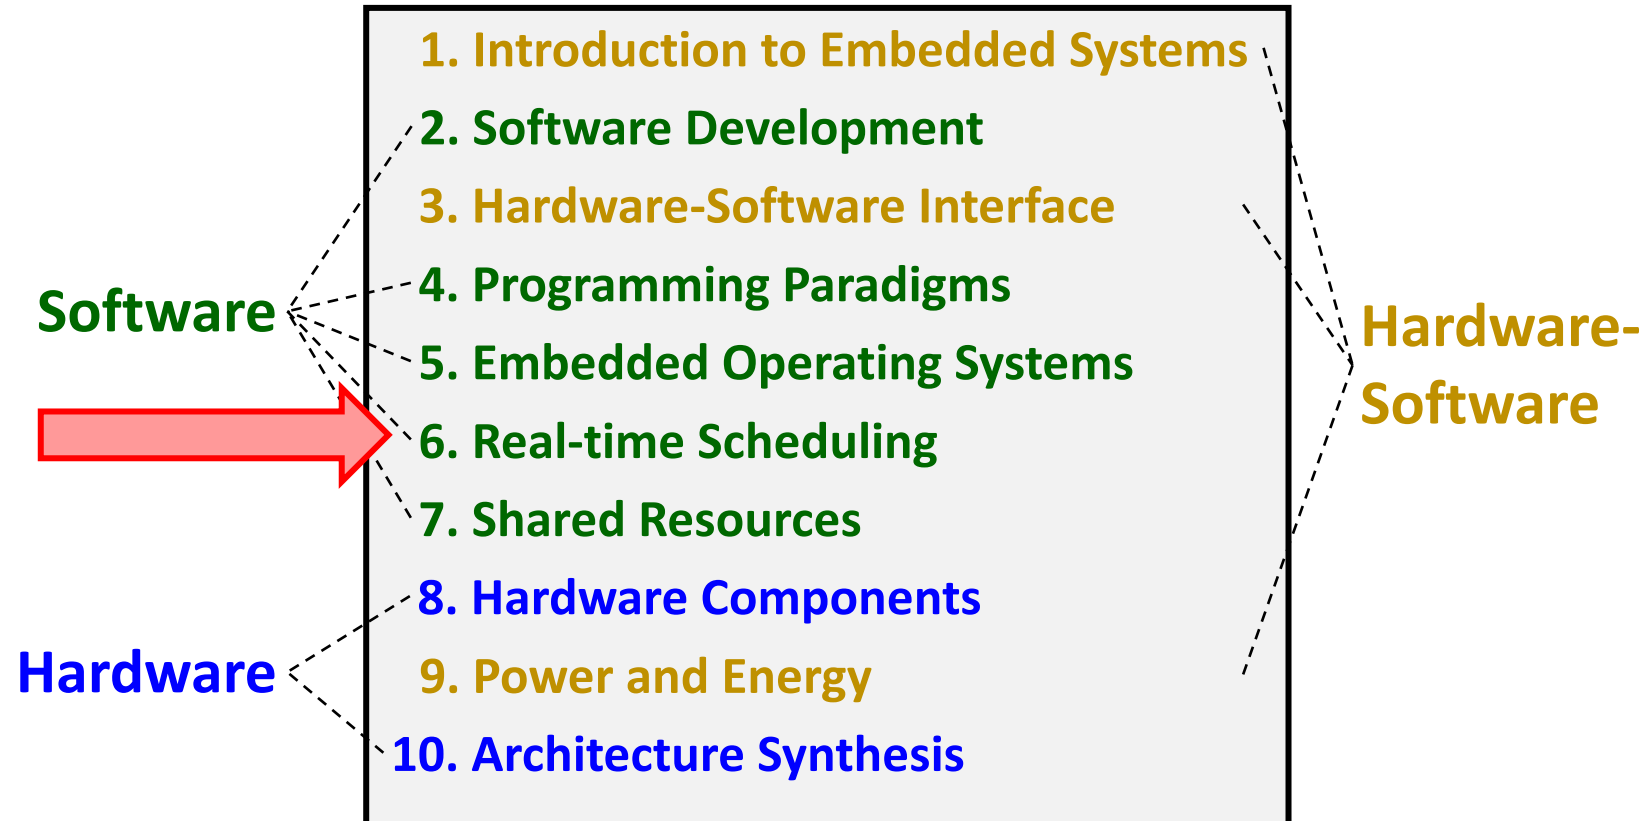 1. Introduction to Embedded Systems
2. Software Development
3. Hardware-Software Interface
4. Programming Paradigms
5. Embedded Operating Systems
6. Real-time Scheduling
7. Shared Resources
8. Hardware Components
9. Power and Energy
10. Architecture Synthesis
Software
Hardware
Hardware-
Software